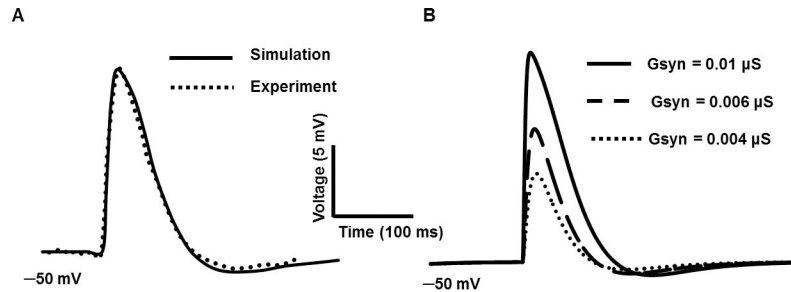 A
Simulation
Experiment
−50 mV
Voltage (5 mV)
Time (100 ms)
B
Gsyn = 0.01 µS
Gsyn = 0.006 µS
Gsyn = 0.004 µS
−50 mV